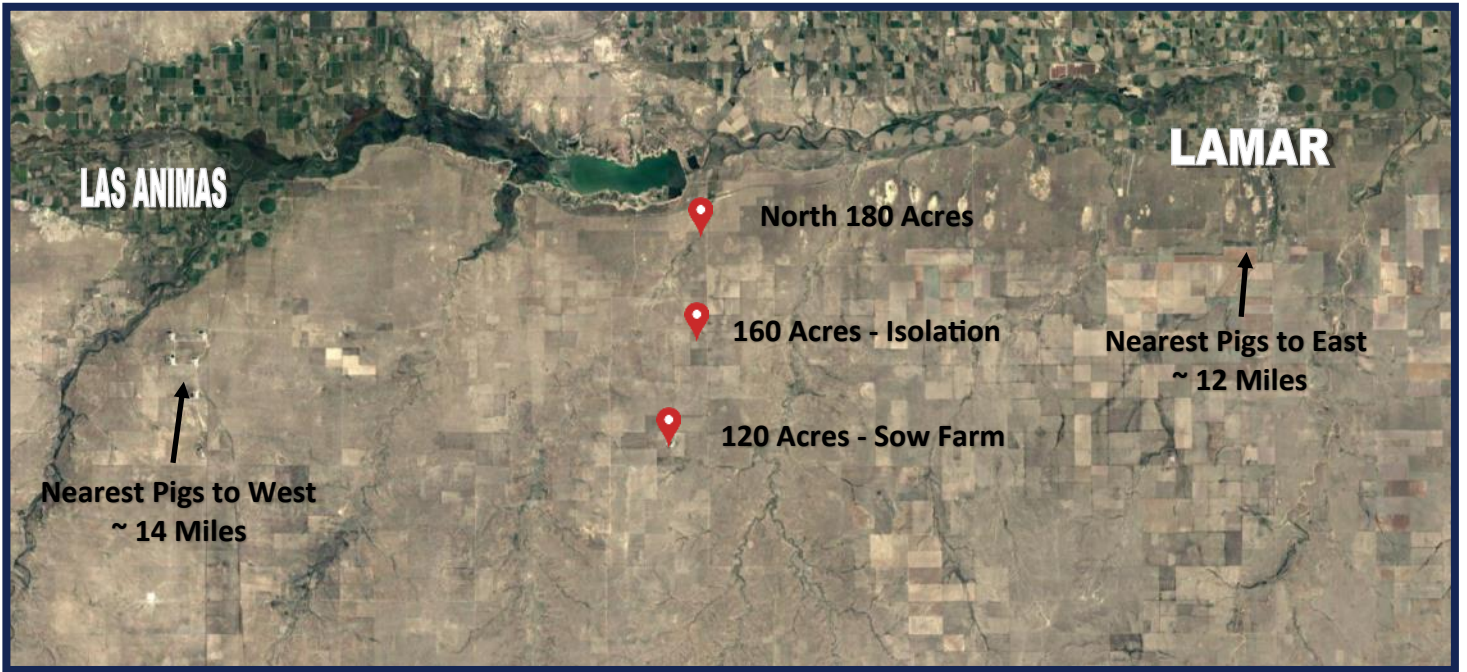 LAS ANIMAS
LAMAR
North 180 Acres
160 Acres - Isolation
Nearest Pigs to East
~ 12 Miles
120 Acres - Sow Farm
Nearest Pigs to West
~ 14 Miles